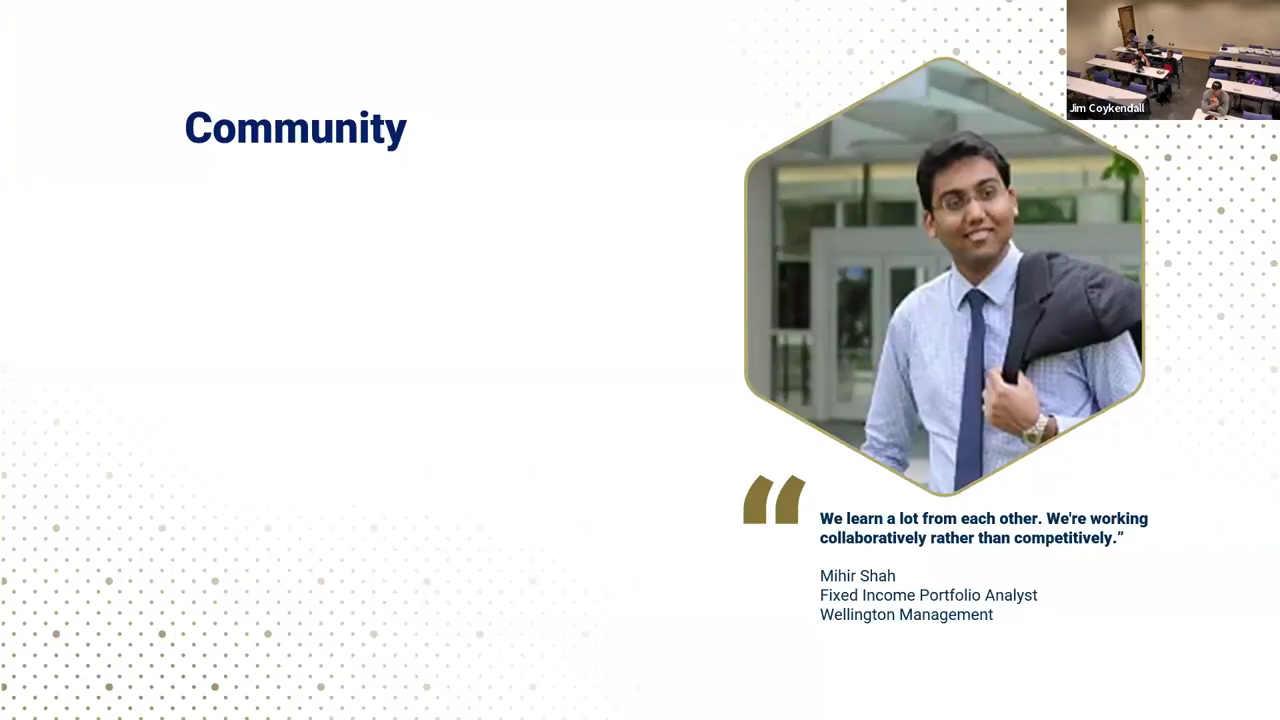 Community
Jim Coykendall
“
We learn a lot from each other. We're working
collaboratively rather than competitively.”
Mihir Shah
Fixed Income Portfolio Analyst
Wellington Management